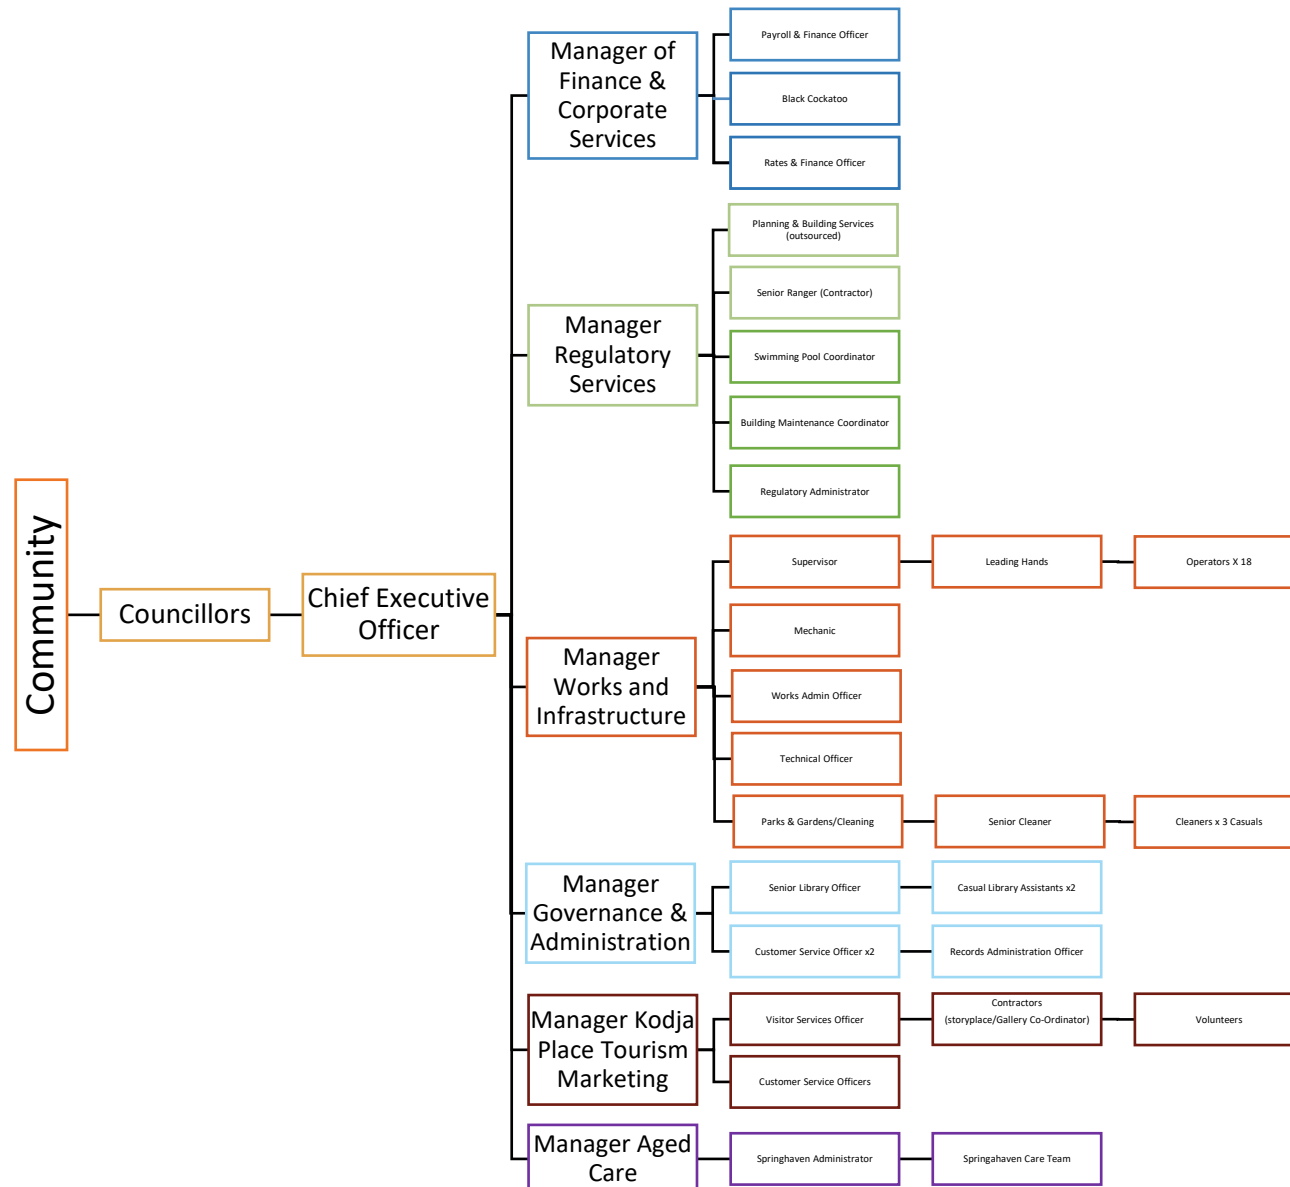 Community
Councillors
Chief Executive
Officer
Manager of
Finance &
Corporate
Services
Payroll & Finance Officer
Black Cockatoo
Rates & Finance Officer
Manager
Regulatory
Services
Planning & Building Services
(outsourced)
Senior Ranger (Contractor)
Swimming Pool Coordinator
Building Maintenance Coordinator
Regulatory Administrator
Manager
Works and
Infrastructure
Supervisor
Leading Hands
Operators X 18
Mechanic
Works Admin Officer
Technical Officer
Parks & Gardens/Cleaning
Senior Cleaner
Cleaners x 3 Casuals
Manager
Governance &
Administration
Senior Library Officer
Casual Library Assistants x2
Customer Service Officer x2
Records Administration Officer
Manager Kodja
Place Tourism
Marketing
Visitor Services Officer
Contractors
(storyplace/Gallery Co-Ordinator)
Volunteers
Customer Service Officers
Manager Aged
Care
Springhaven Administrator
Springahaven Care Team